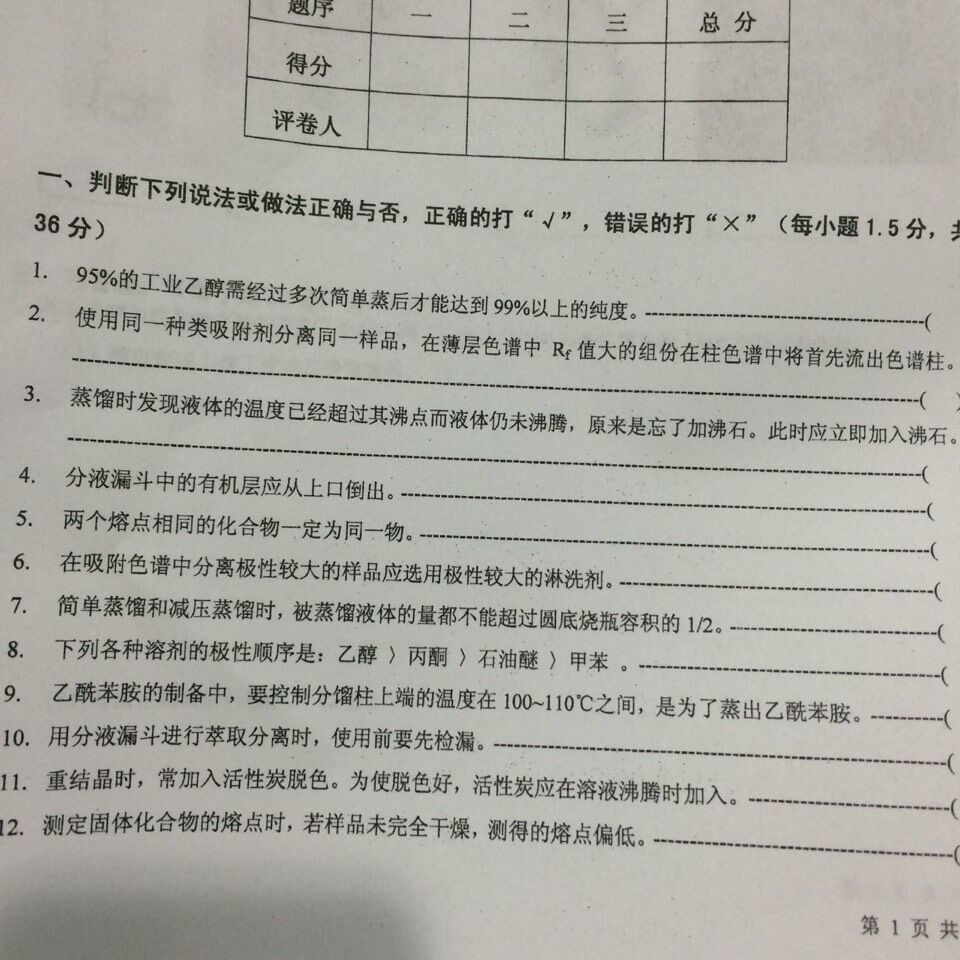 题序 一 二 三 总 分
得分
评卷人
一、判断下列说法或做法正确与否，正确的打“√”，错误的打“×”（每小题1.5分，共
36分）
1. 95%的工业乙醇需经过多次简单蒸后才能达到99%以上的纯度。----------(
2. 使用同一种类吸附剂分离同一样品，在薄层色谱中 Rf 值大的组份在柱色谱中将首先流出色谱柱。
----------( )
3. 蒸馏时发现液体的温度已经超过其沸点而液体仍未沸腾，原来是忘了加沸石。此时应立即加入沸石。
----------(
4. 分液漏斗中的有机层应从上口倒出。----------(
5. 两个熔点相同的化合物一定为同一物。----------(
6. 在吸附色谱中分离极性较大的样品应选用极性较大的淋洗剂。----------(
7. 简单蒸馏和减压蒸馏时，被蒸馏液体的量都不能超过圆底烧瓶容积的1/2。----------(
8. 下列各种溶剂的极性顺序是：乙醇 〉丙酮 〉石油醚 〉甲苯 。----------(
9. 乙酰苯胺的制备中，要控制分馏柱上端的温度在100~110℃之间，是为了蒸出乙酰苯胺。----------(
10. 用分液漏斗进行萃取分离时，使用前要先检漏。----------(
11. 重结晶时，常加入活性炭脱色。为使脱色好，活性炭应在溶液沸腾时加入。----------(
12. 测定固体化合物的熔点时，若样品未完全干燥，测得的熔点偏低。----------(
第 1 页 共